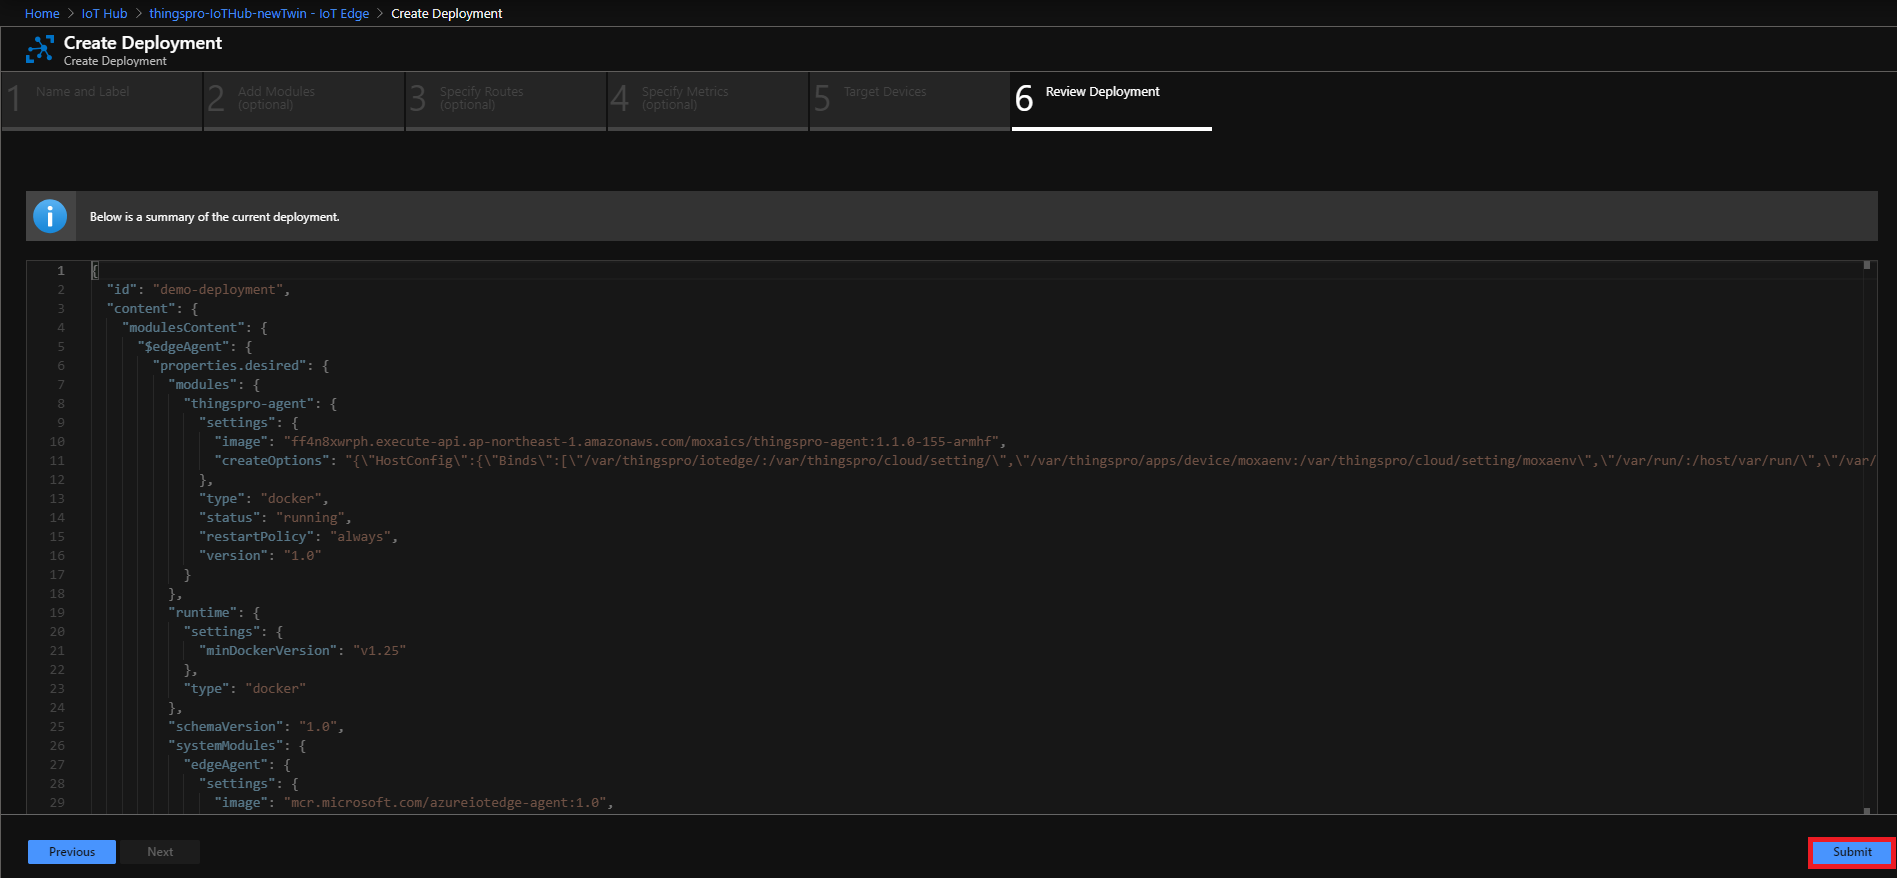 Home > IoT Hub > thingspro-IoTHub-newTwin - IoT Edge > Create Deployment
Create Deployment
Create Deployment
1 Name and Label
2 Add Modules (optional)
3 Specify Routes (optional)
4 Specify Metrics (optional)
5 Target Devices
6 Review Deployment
Below is a summary of the current deployment.
1 {
2 "id": "demo-deployment",
3 "content": {
4 "modulesContent": {
5 "$edgeAgent": {
6 "properties.desired": {
7 "modules": {
8 "thingspro-agent": {
9 "settings": {
10 "image": "ff4n8xwrph.execute-api.ap-northeast-1.amazonaws.com/moxaics/thingspro-agent:1.1.0-155-armhf",
11 "createOptions": "{\"HostConfig\":{\"Binds\":[\"/var/thingspro/iotedge/:/var/thingspro/cloud/setting/\",\"/var/thingspro/apps/device/moxaenv:/var/thingspro/cloud/setting/moxaenv\",\"/var/run/:/host/var/run/\",\"/var/
12 },
13 "type": "docker",
14 "status": "running",
15 "restartPolicy": "always",
16 "version": "1.0"
17 }
18 },
19 "runtime": {
20 "settings": {
21 "minDockerVersion": "v1.25"
22 },
23 "type": "docker"
24 },
25 "schemaVersion": "1.0",
26 "systemModules": {
27 "edgeAgent": {
28 "settings": {
29 "image": "mcr.microsoft.com/azureiotedge-agent:1.0",
Previous Next Submit